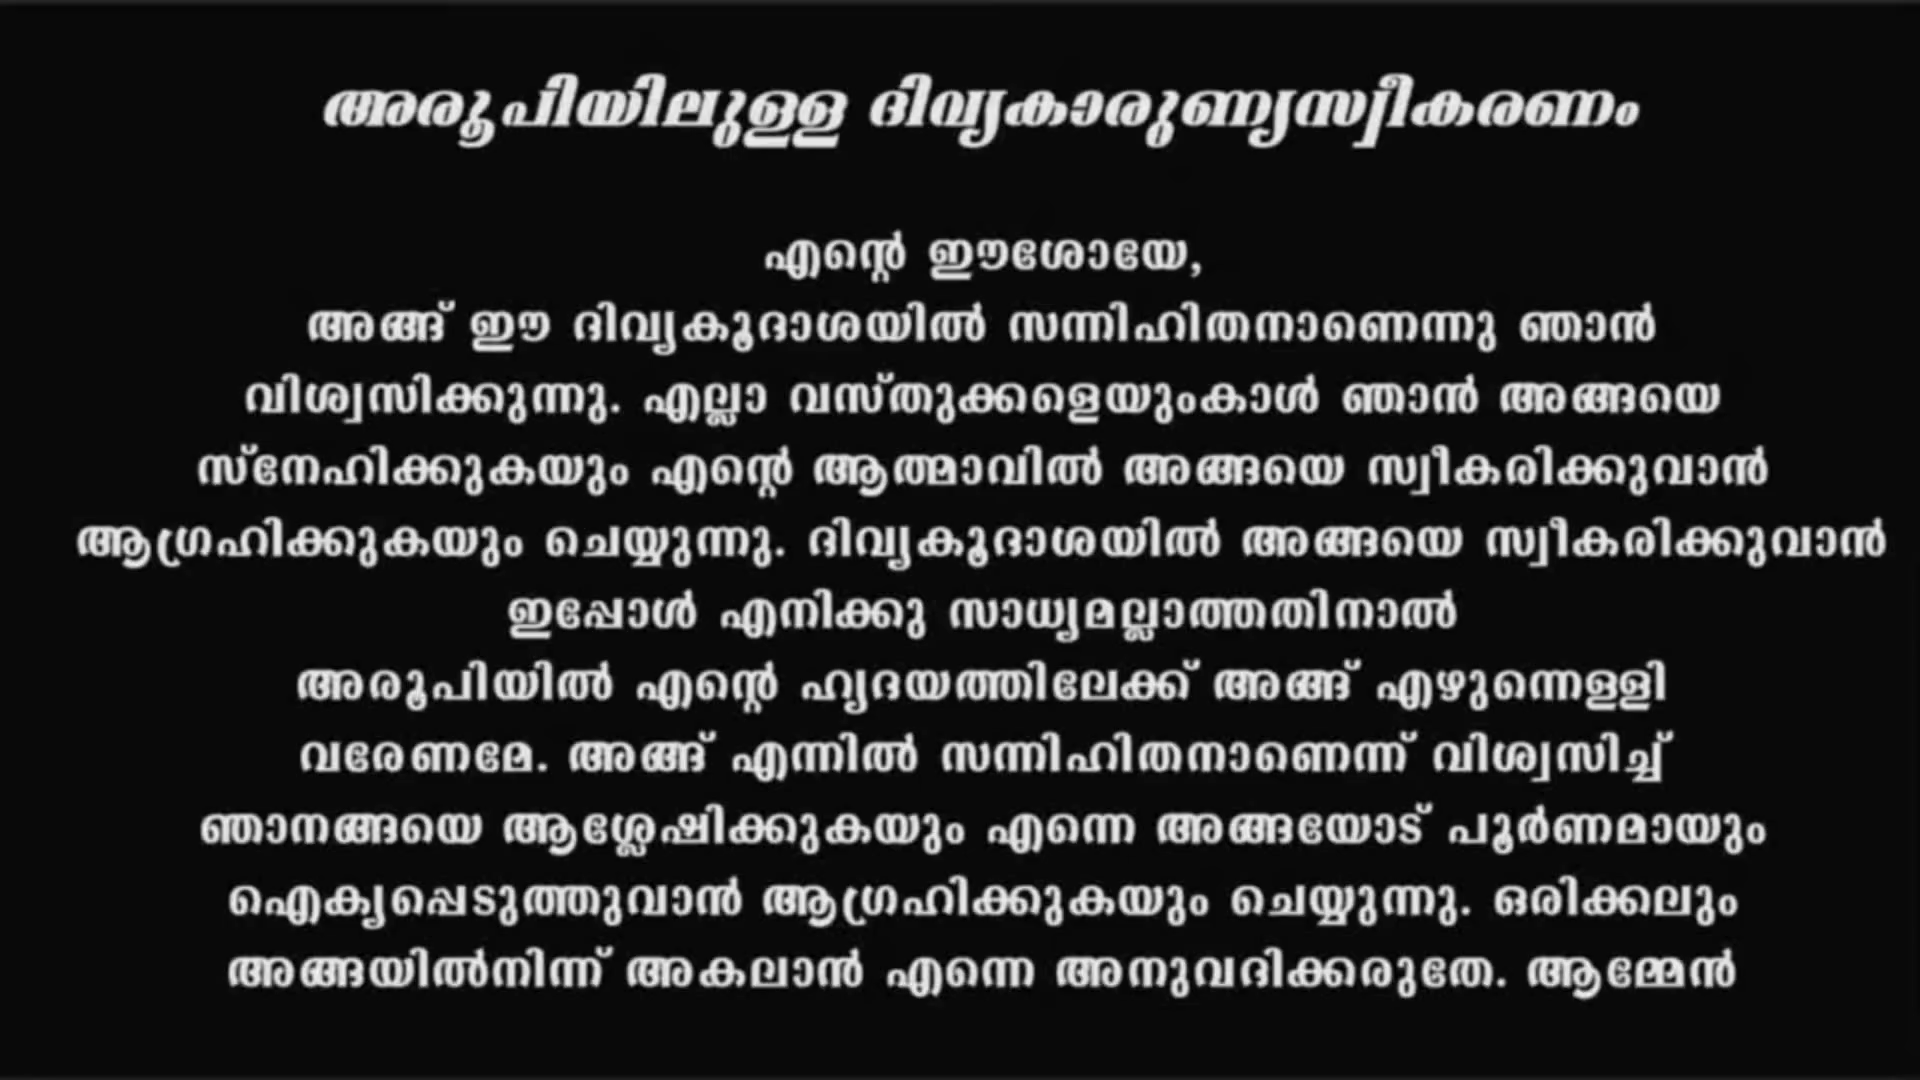 അരൂപിയിലുള്ള ദിവ്യകാരുണ്യസ്വീകരണം
എന്റെ ഈശോയേ,
അങ്ങ് ഈ ദിവ്യകൂദാശയിൽ സന്നിഹിതനാണെന്നു ഞാൻ
വിശ്വസിക്കുന്നു. എല്ലാ വസ്തുക്കളെയുംകാൾ ഞാൻ അങ്ങയെ
സ്നേഹിക്കുകയും എന്റെ ആത്മാവിൽ അങ്ങയെ സ്വീകരിക്കുവാൻ
ആഗ്രഹിക്കുകയും ചെയ്യുന്നു. ദിവ്യകൂദാശയിൽ അങ്ങയെ സ്വീകരിക്കുവാൻ
ഇപ്പോൾ എനിക്കു സാധ്യമല്ലാത്തതിനാൽ
അരൂപിയിൽ എന്റെ ഹൃദയത്തിലേക്ക് അങ്ങ് എഴുന്നെള്ളി
വരേണമേ. അങ്ങ് എന്നിൽ സന്നിഹിതനാണെന്ന് വിശ്വസിച്ച്
ഞാനങ്ങയെ ആശ്ലേഷിക്കുകയും എന്നെ അങ്ങയോട് പൂർണമായും
ഐക്യപ്പെടുത്തുവാൻ ആഗ്രഹിക്കുകയും ചെയ്യുന്നു. ഒരിക്കലും
അങ്ങയിൽനിന്ന് അകലാൻ എന്നെ അനുവദിക്കരുതേ. ആമ്മേൻ